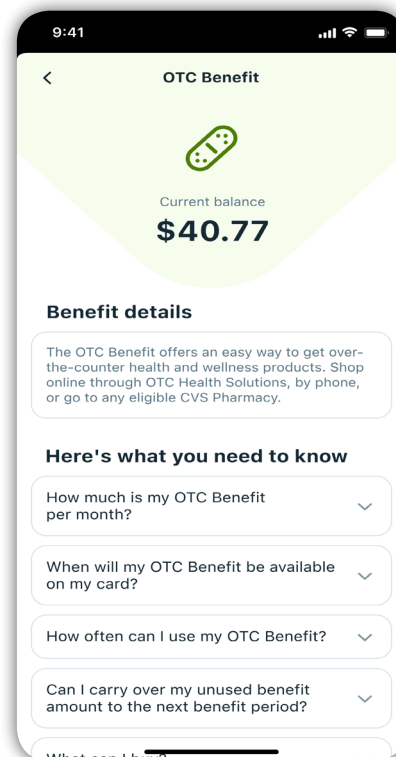 9:41
OTC Benefit
Current balance
$40.77
Benefit details
The OTC Benefit offers an easy way to get over-
the-counter health and wellness products. Shop
online through OTC Health Solutions, by phone,
or go to any eligible CVS Pharmacy.
Here's what you need to know
How much is my OTC Benefit
per month?
When will my OTC Benefit be available
on my card?
How often can I use my OTC Benefit?
Can I carry over my unused benefit
amount to the next benefit period?
What can I buy?